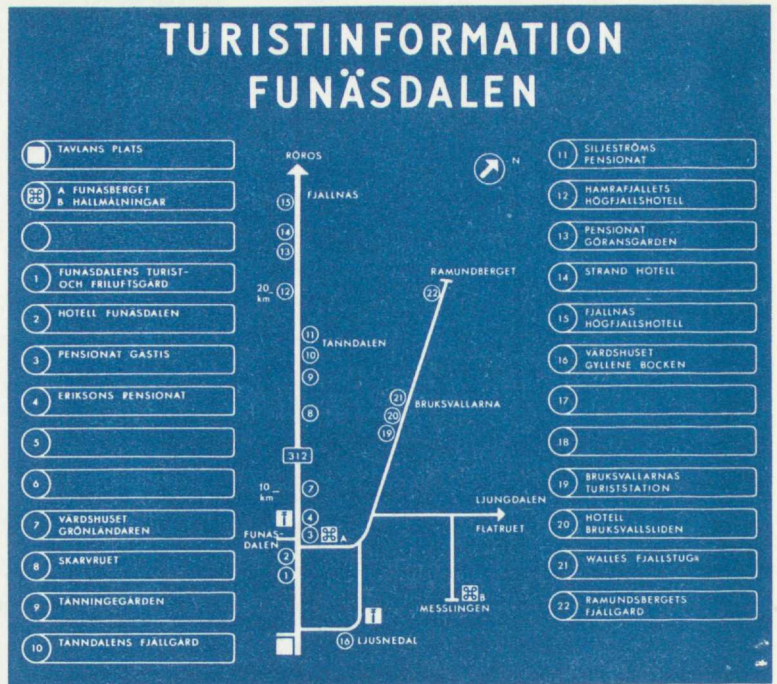 TURISTINFORMATION
FUNÄSDALEN
TAVLANS PLATS
A FUNÄSBERGET
B HÄLLMÅLNINGAR
1 FUNÄSDALENS TURIST-
OCH FRILUFTSGÅRD
2 HOTELL FUNÄSDALEN
3 PENSIONAT GÄSTIS
4 ERIKSONS PENSIONAT
5
6
7 VÄRDSHUSET
GRÖNLÄNDAREN
8 SKARVRUET
9 TÄNNINGEGÅRDEN
10 TÄNNDALENS FJÄLLGÅRD
RÖROS
N
15 FJÄLLNÄS
14
13
RAMUNDBERGET
20 km
12
22
11 TÄNNDALEN
10
9
21 BRUKSVALLARNA
20
8
19
312
10 km
7
LJUNGDALEN
i
4
FLATRUET
FUNÄS-
DALEN
3
A
2
1
MESSLINGEN
B
i
16 LJUSNEDAL
11 SILJESTRÖMS
PENSIONAT
12 HAMRAFJÄLLETS
HÖGFJÄLLSHOTELL
13 PENSIONAT
GÖRANSGÅRDEN
14 STRAND HOTELL
15 FJÄLLNÄS
HÖGFJÄLLSHOTELL
16 VÄRDSHUSET
GYLLENE BOCKEN
17
18
19 BRUKSVALLARNAS
TURISTSTATION
20 HOTELL
BRUKSVALLSLIDEN
21 WALLES FJÄLLSTUGA
22 RAMUNDSBERGETS
FJÄLLGÅRD